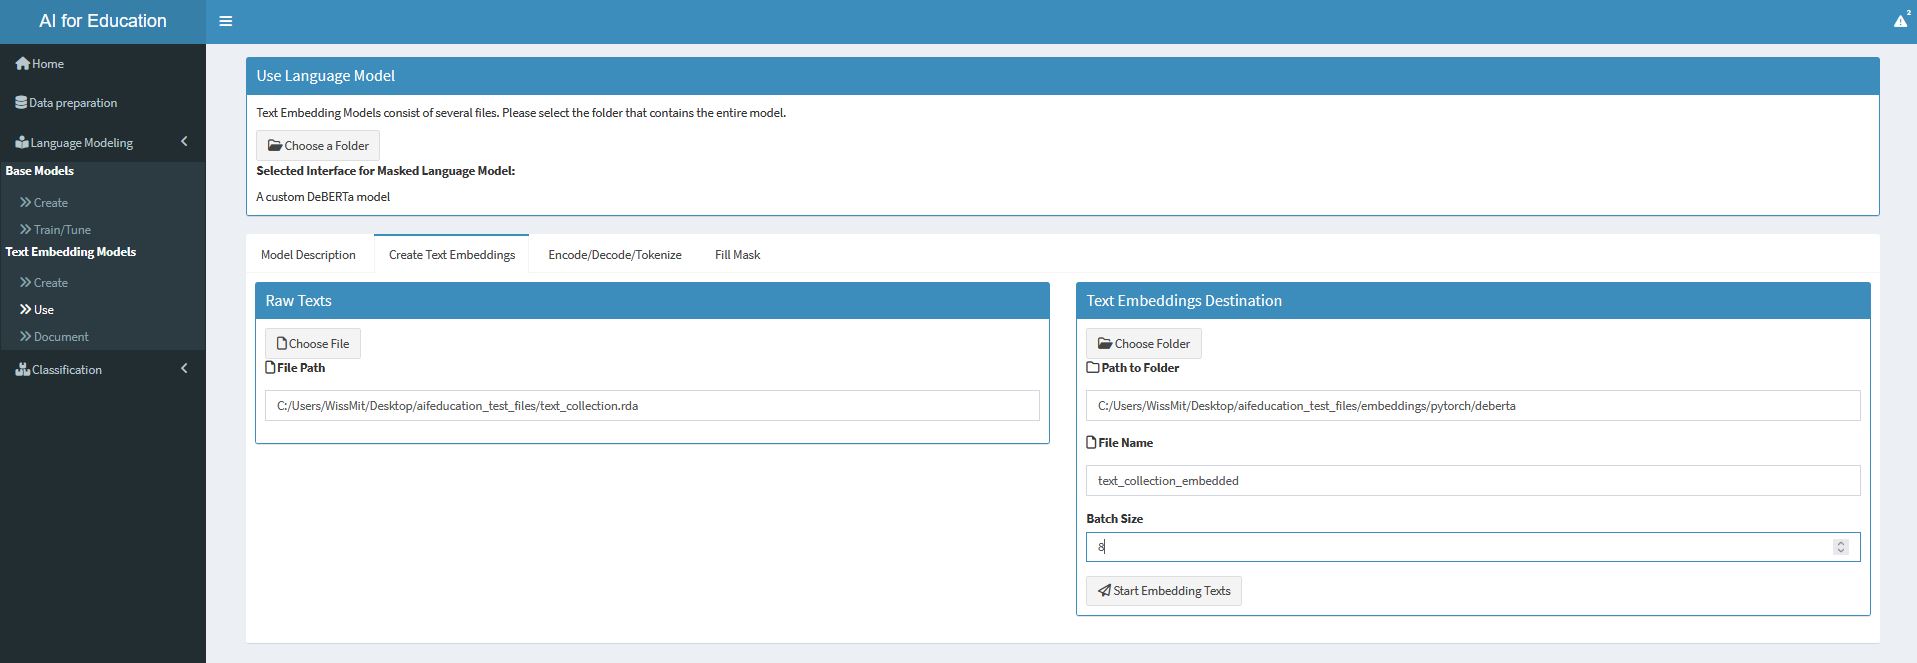 AI for Education
2
Home
Data preparation
Language Modeling
Base Models
Create
Train/Tune
Text Embedding Models
Create
Use
Document
Classification
Use Language Model
Text Embedding Models consist of several files. Please select the folder that contains the entire model.
Choose a Folder
Selected Interface for Masked Language Model:
A custom DeBERTa model
Model Description
Create Text Embeddings
Encode/Decode/Tokenize
Fill Mask
Raw Texts
Choose File
File Path
C:/Users/WissMit/Desktop/aifeducation_test_files/text_collection.rda
Text Embeddings Destination
Choose Folder
Path to Folder
C:/Users/WissMit/Desktop/aifeducation_test_files/embeddings/pytorch/deberta
File Name
text_collection_embedded
Batch Size
8
Start Embedding Texts